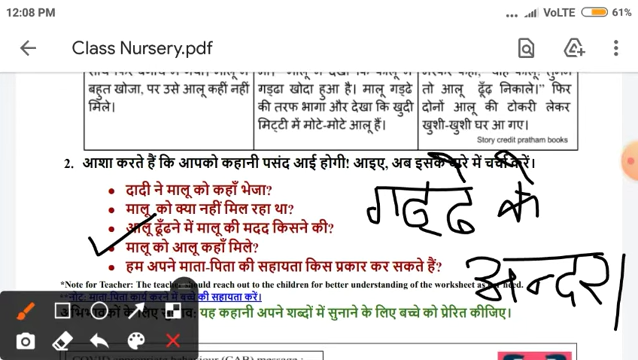 12:08 PM VoLTE 61%
Class Nursery.pdf
बहुत खोजा, पर उसे आलू कहीं नहीं
मिले।
गड्ढा खोदा हुआ है। मालू गड्ढे
की तरफ भागा और देखा कि खुदी
मिट्टी में मोटे-मोटे आलू हैं।
तो आलू ढूँढ़ निकाले।” फिर
दोनों आलू की टोकरी लेकर
खुशी-खुशी घर आ गए।
Story credit pratham books
2. आशा करते हैं कि आपको कहानी पसंद आई होगी! आइए, अब इसके बारे में चर्चा करें।
• दादी ने मालू को कहाँ भेजा?
• मालू को क्या नहीं मिल रहा था?
• आलू ढूँढने में मालू की मदद किसने की?
• मालू को आलू कहाँ मिले?
• हम अपने माता-पिता की सहायता किस प्रकार कर सकते हैं?
गड्ढे के
अन्दर।
*Note for Teacher: The teacher should reach out to the children for better understanding of the worksheet as per need.
**नोट: माता-पिता कार्य करने में बच्चे की सहायता करें।
यह कहानी अपने शब्दों में सुनाने के लिए बच्चे को प्रेरित कीजिए।